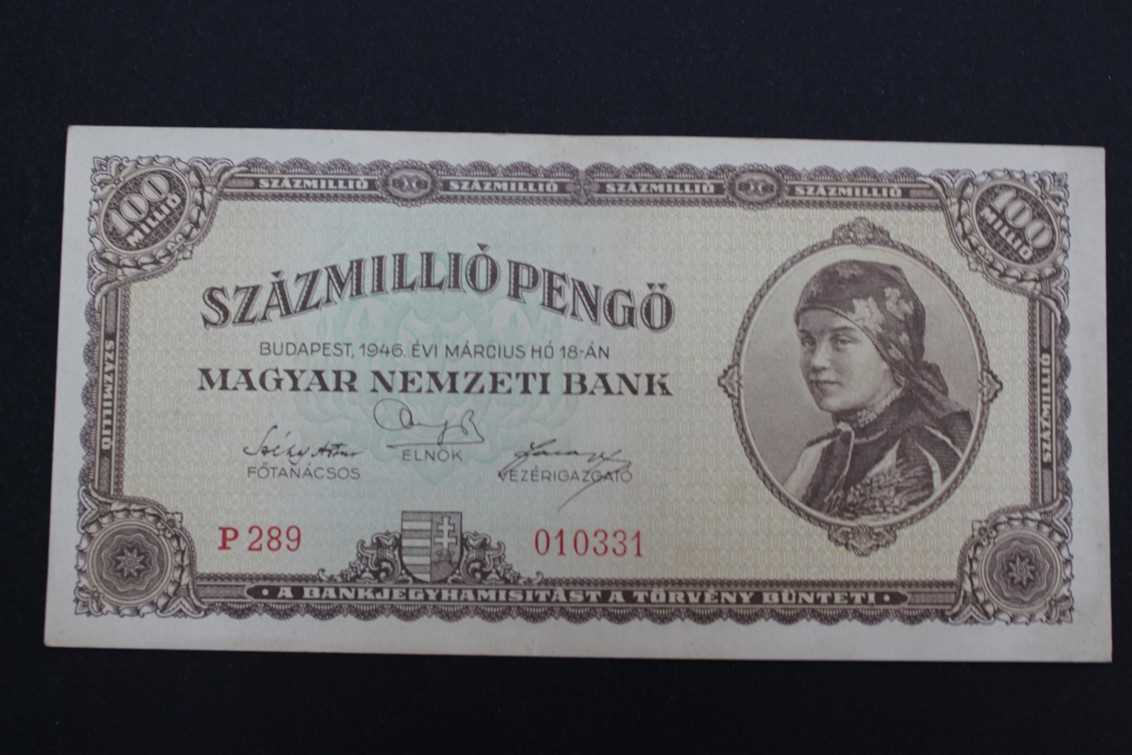 100 MILLIÓ
SZÁZMILLIÓ SZÁZMILLIÓ SZÁZMILLIÓ SZÁZMILLIÓ
100 MILLIÓ
SZÁZMILLIÓ
SZÁZMILLIÓ PENGŐ
BUDAPEST, 1946. ÉVI MÁRCIUS HÓ 18-ÁN
MAGYAR NEMZETI BANK
FŐTANÁCSOS
ELNÖK
VEZÉRIGAZGATÓ
SZÁZMILLIÓ
P 289
010331
· A BANKJEGYHAMISITÁST A TÖRVÉNY BÜNTETI ·